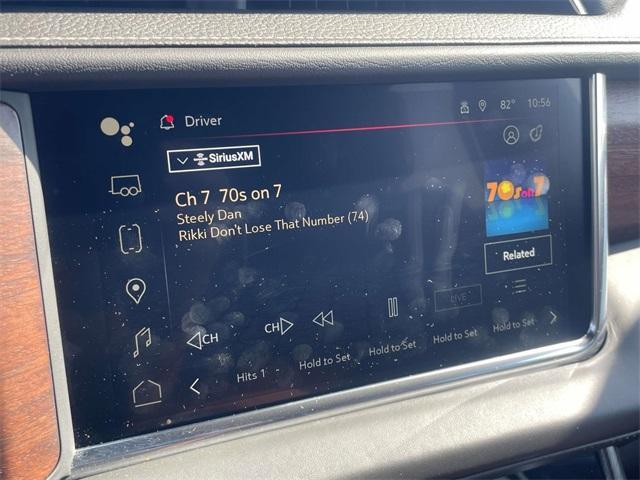 Driver
82° 10:56
SiriusXM
Ch 7 70s on 7
Steely Dan
Rikki Don't Lose That Number (74)
70s on 7
Related
LIVE
CH
CH
Hits 1
Hold to Set
Hold to Set
Hold to Set
Hold to Set